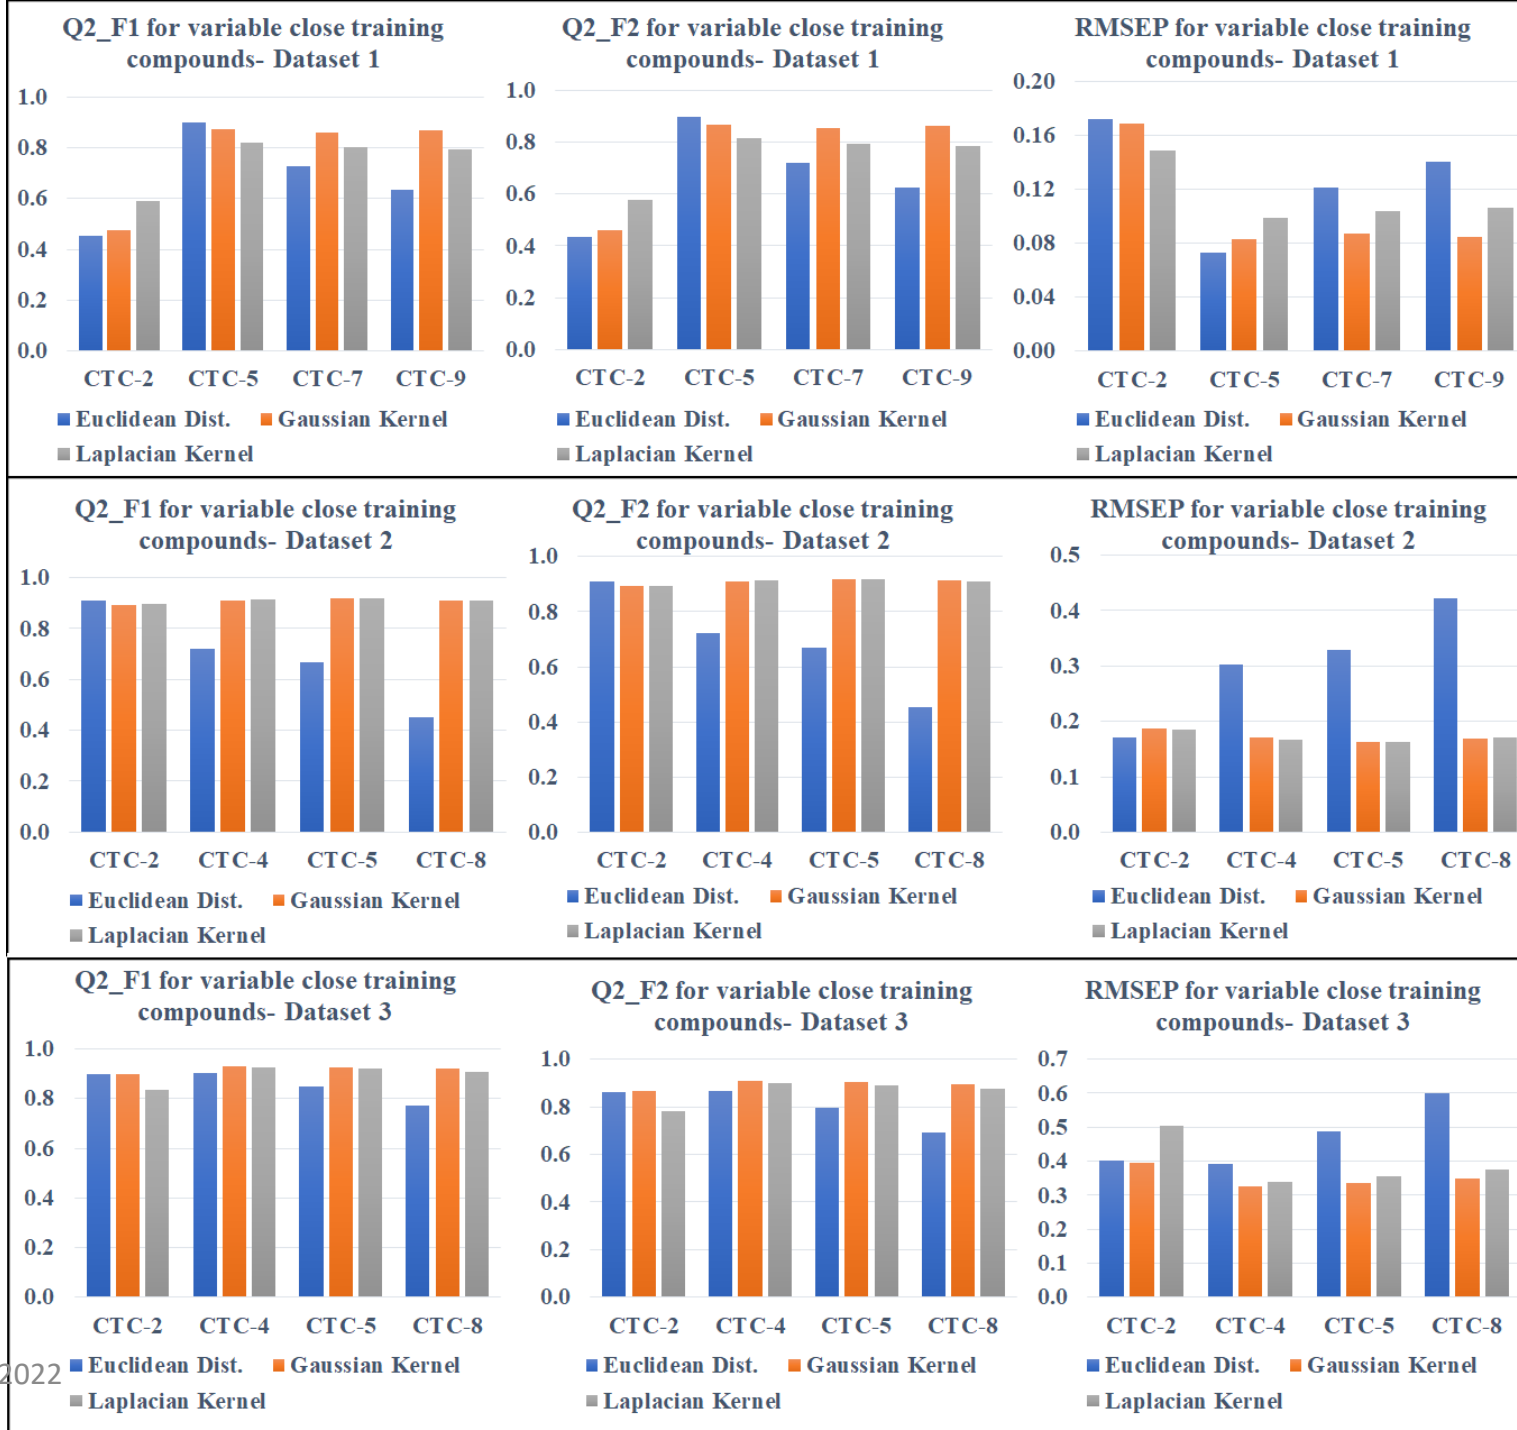 Q2_F1 for variable close training
compounds- Dataset 1
1.0
0.8
0.6
0.4
0.2
0.0
CTC-2 CTC-5 CTC-7 CTC-9
Euclidean Dist. Gaussian Kernel
Laplacian Kernel
Q2_F2 for variable close training
compounds- Dataset 1
1.0
0.8
0.6
0.4
0.2
0.0
CTC-2 CTC-5 CTC-7 CTC-9
Euclidean Dist. Gaussian Kernel
Laplacian Kernel
RMSEP for variable close training
compounds- Dataset 1
0.20
0.16
0.12
0.08
0.04
0.00
CTC-2 CTC-5 CTC-7 CTC-9
Euclidean Dist. Gaussian Kernel
Laplacian Kernel
Q2_F1 for variable close training
compounds- Dataset 2
1.0
0.8
0.6
0.4
0.2
0.0
CTC-2 CTC-4 CTC-5 CTC-8
Euclidean Dist. Gaussian Kernel
Laplacian Kernel
Q2_F2 for variable close training
compounds- Dataset 2
1.0
0.8
0.6
0.4
0.2
0.0
CTC-2 CTC-4 CTC-5 CTC-8
Euclidean Dist. Gaussian Kernel
Laplacian Kernel
RMSEP for variable close training
compounds- Dataset 2
0.5
0.4
0.3
0.2
0.1
0.0
CTC-2 CTC-4 CTC-5 CTC-8
Euclidean Dist. Gaussian Kernel
Laplacian Kernel
Q2_F1 for variable close training
compounds- Dataset 3
1.0
0.8
0.6
0.4
0.2
0.0
CTC-2 CTC-4 CTC-5 CTC-8
Euclidean Dist. Gaussian Kernel
Laplacian Kernel
Q2_F2 for variable close training
compounds- Dataset 3
1.0
0.8
0.6
0.4
0.2
0.0
CTC-2 CTC-4 CTC-5 CTC-8
Euclidean Dist. Gaussian Kernel
Laplacian Kernel
RMSEP for variable close training
compounds- Dataset 3
0.7
0.6
0.5
0.4
0.3
0.2
0.1
0.0
CTC-2 CTC-4 CTC-5 CTC-8
Euclidean Dist. Gaussian Kernel
Laplacian Kernel
2022